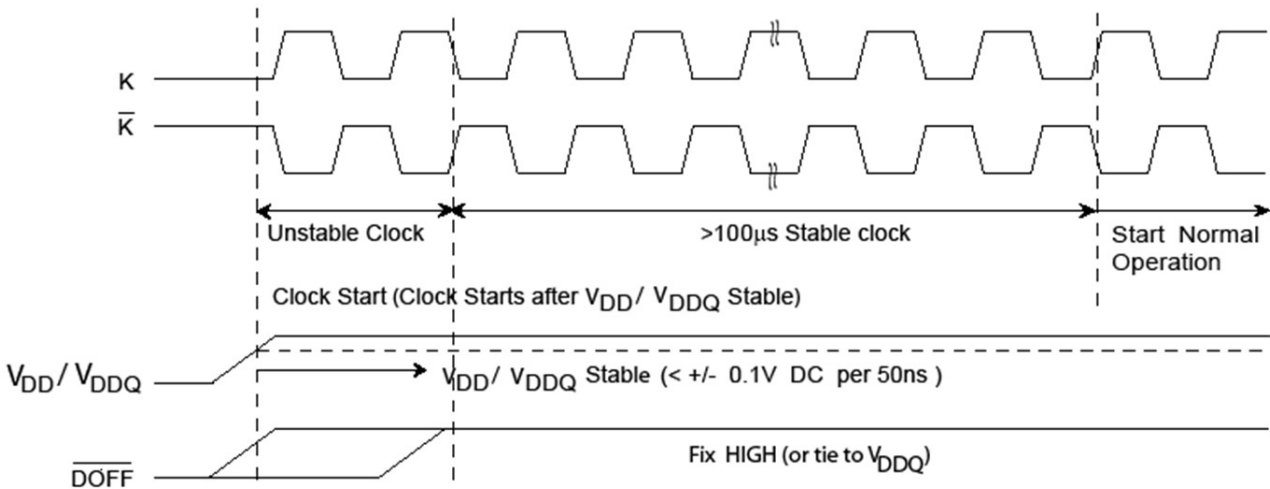 K
K̅
Unstable Clock
>100μs Stable clock
Start Normal
Operation
Clock Start (Clock Starts after VDD/ VDDQ Stable)
VDD/ VDDQ
VDD/ VDDQ Stable (< +/- 0.1V DC per 50ns )
D̅O̅F̅F̅
Fix HIGH (or tie to VDDQ)